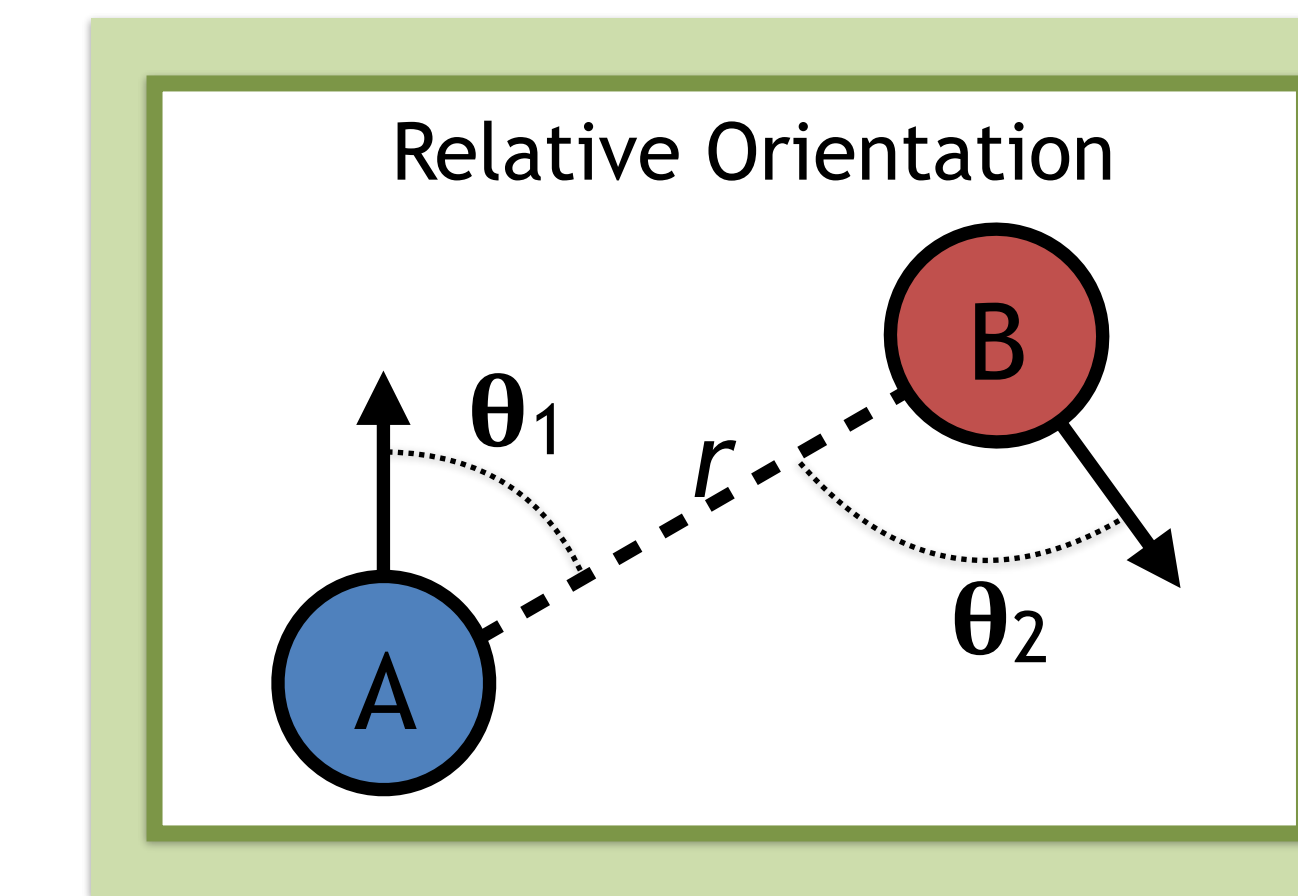 Relative Orientation
B
θ1
r
θ2
A